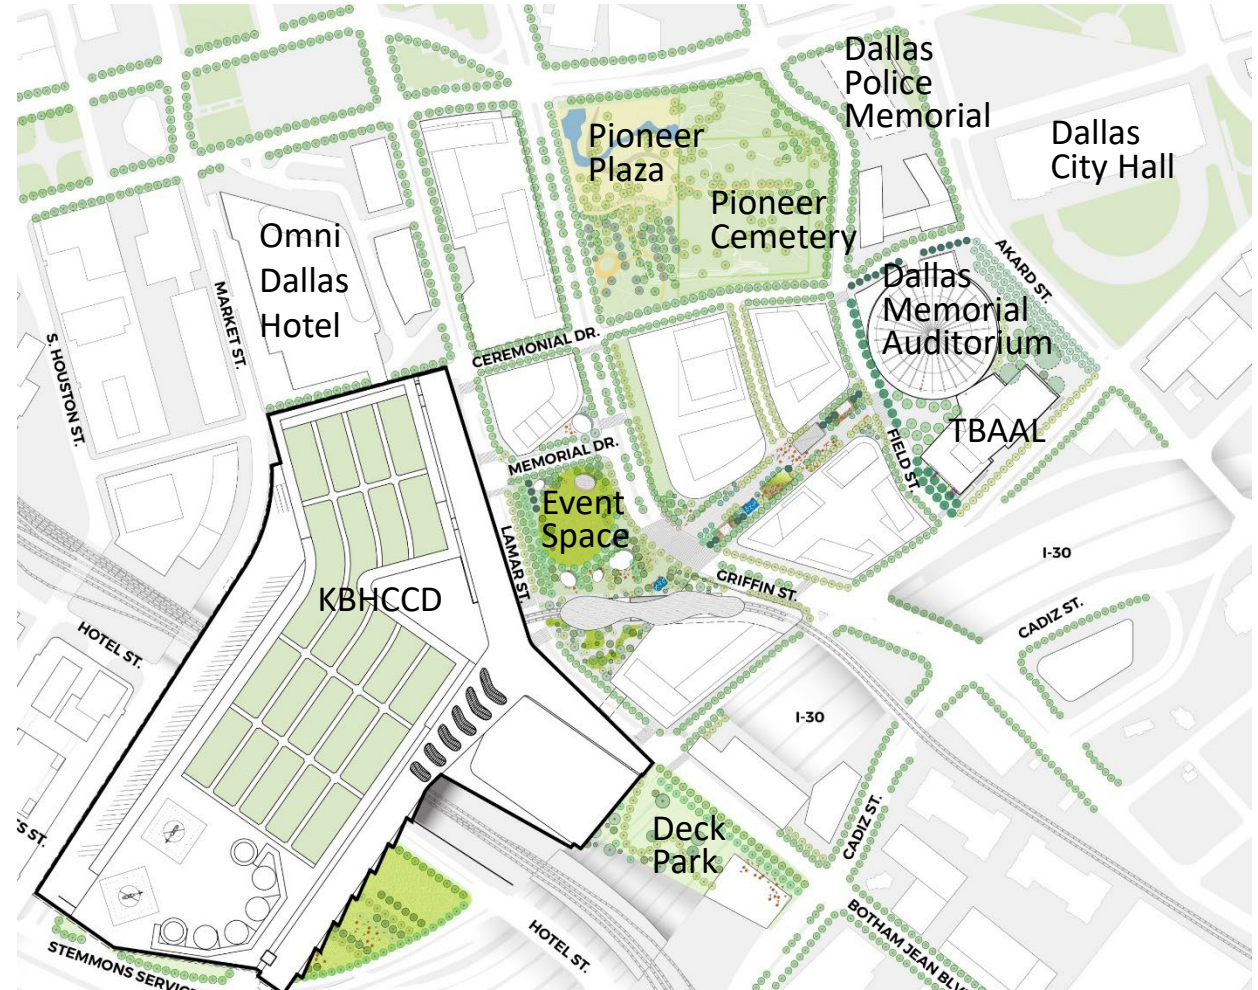 Dallas
Police
Memorial
Dallas
City Hall
Pioneer
Plaza
Pioneer
Cemetery
Omni
Dallas
Hotel
AKARD ST.
Dallas
Memorial
Auditorium
MARKET ST.
S. HOUSTON ST.
CEREMONIAL DR.
TBAAL
MEMORIAL DR.
FIELD ST.
Event
Space
LAMAR ST.
I-30
GRIFFIN ST.
KBHCCD
CADIZ ST.
HOTEL ST.
I-30
Deck
Park
CADIZ ST.
HOTEL ST.
BOTHAM JEAN BLV
STEMMONS SERVIC
S ST.